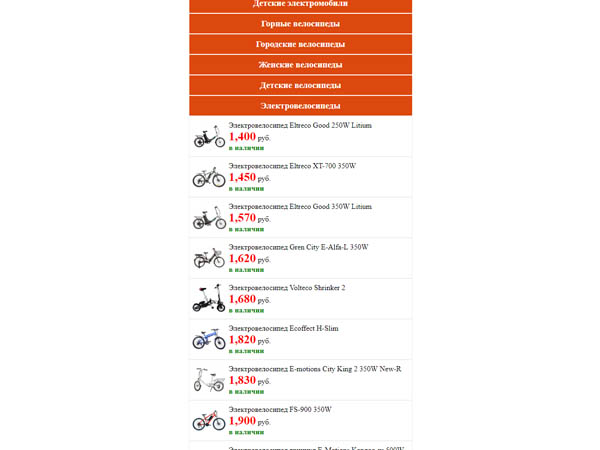 Детские электромобили
Горные велосипеды
Городские велосипеды
Женские велосипеды
Детские велосипеды
Электровелосипеды
Электровелосипед Eltreco Good 250W Litium
1,400 руб.
в наличии
Электровелосипед Eltreco XT-700 350W
1,450 руб.
в наличии
Электровелосипед Eltreco Good 350W Litium
1,570 руб.
в наличии
Электровелосипед Gren City E-Alfa-L 350W
1,620 руб.
в наличии
Электровелосипед Volteco Shrinker 2
1,680 руб.
в наличии
Электровелосипед Ecoffect H-Slim
1,820 руб.
в наличии
Электровелосипед E-motions City King 2 350W New-R
1,830 руб.
в наличии
Электровелосипед FS-900 350W
1,900 руб.
в наличии